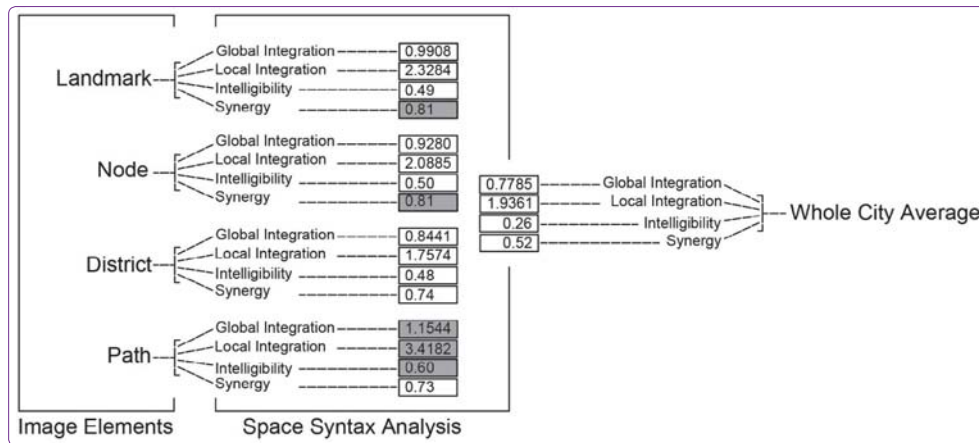 Landmark
Global Integration 0.9908
Local Integration 2.3284
Intelligibility 0.49
Synergy 0.81
Node
Global Integration 0.9280
Local Integration 2.0885
Intelligibility 0.50
Synergy 0.81
District
Global Integration 0.8441
Local Integration 1.7574
Intelligibility 0.48
Synergy 0.74
Path
Global Integration 1.1544
Local Integration 3.4182
Intelligibility 0.60
Synergy 0.73
0.7785 Global Integration
1.9361 Local Integration
0.26 Intelligibility
0.52 Synergy
Whole City Average
Image Elements
Space Syntax Analysis